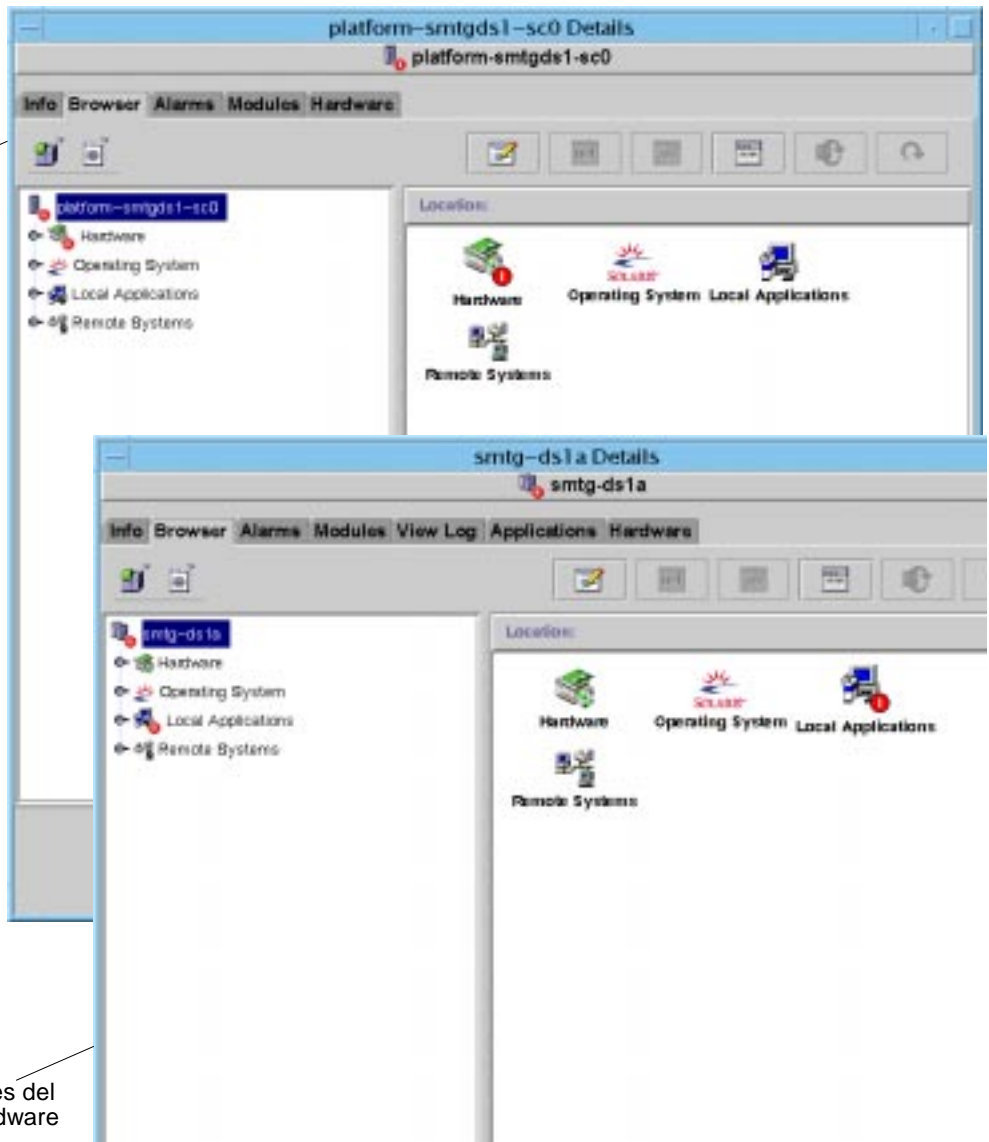 platform-smtgds1-sc0 Details
platform-smtgds1-sc0
Info Browser Alarms Modules Hardware
platform-smtgds1-sc0
Hardware
Operating System
Local Applications
Remote Systems
Location:
Hardware
SOLARIS
Operating System
Local Applications
Remote Systems
smtg-ds1a Details
smtg-ds1a
Info Browser Alarms Modules View Log Applications Hardware
smtg-ds1a
Hardware
Operating System
Local Applications
Remote Systems
Location:
Hardware
SOLARIS
Operating System
Local Applications
Remote Systems
es del
dware